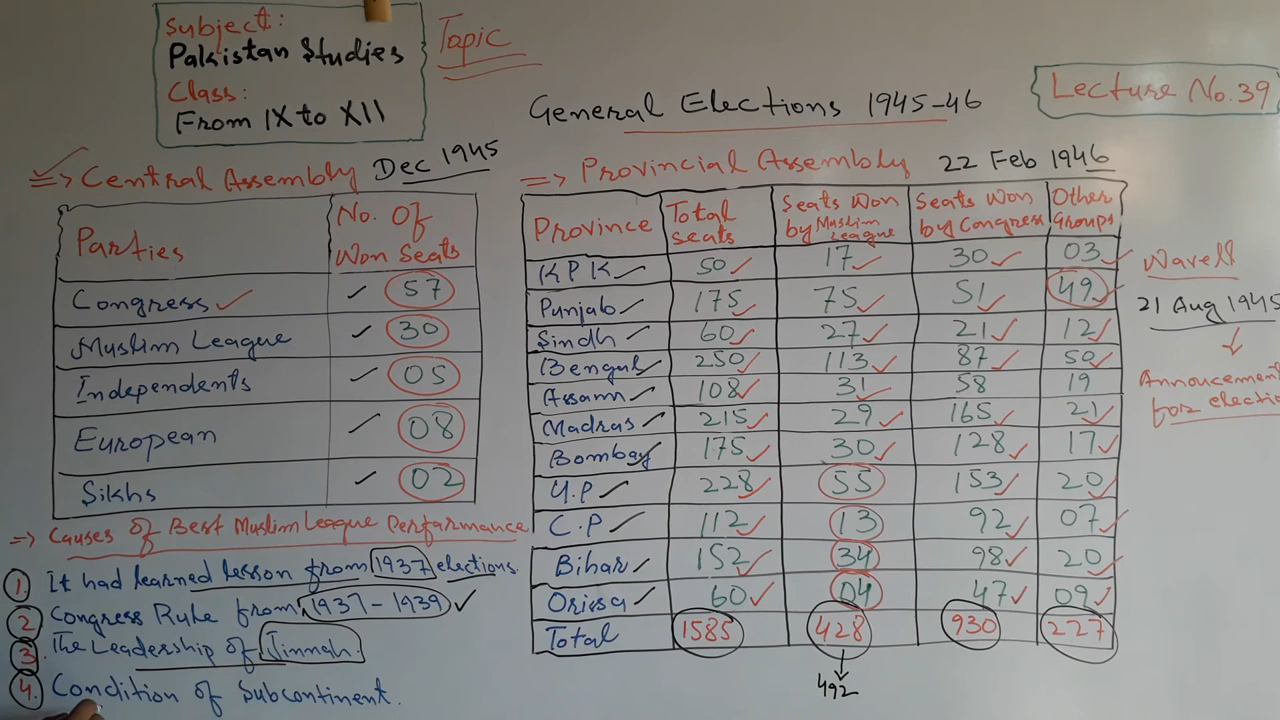 Subject:
Pakistan Studies
Class:
From IX to XII
Topic
General Elections 1945-46
Lecture No.39
=> Central Assembly Dec 1945
Parties No. Of Won Seats
Congress 57
Muslim League 30
Independents 05
European 08
Sikhs 02
=> Causes of Best Muslim League Performance
1. It had learned lesson from 1937 elections.
2 Congress Rule from 1937-1939
3. The Leadership of Jinnah.
4. Condition of Subcontinent.
=> Provincial Assembly 22 Feb 1946
Province Total Seats Seats Won by Muslim League Seats Won by Congress Other Groups
KPK 50 17 30 03
Punjab 175 75 51 49
Sindh 60 27 21 12
Bengul 250 113 87 50
Assam 108 31 58 19
Madras 215 29 165 21
Bombay 175 30 128 17
U.P 228 55 153 20
C.P 112 13 92 07
Bihar 152 34 98 20
Orissa 60 04 47 09
Total 1585 428 930 227
492
Wavell
21 Aug 1945
Annoucement
for electio